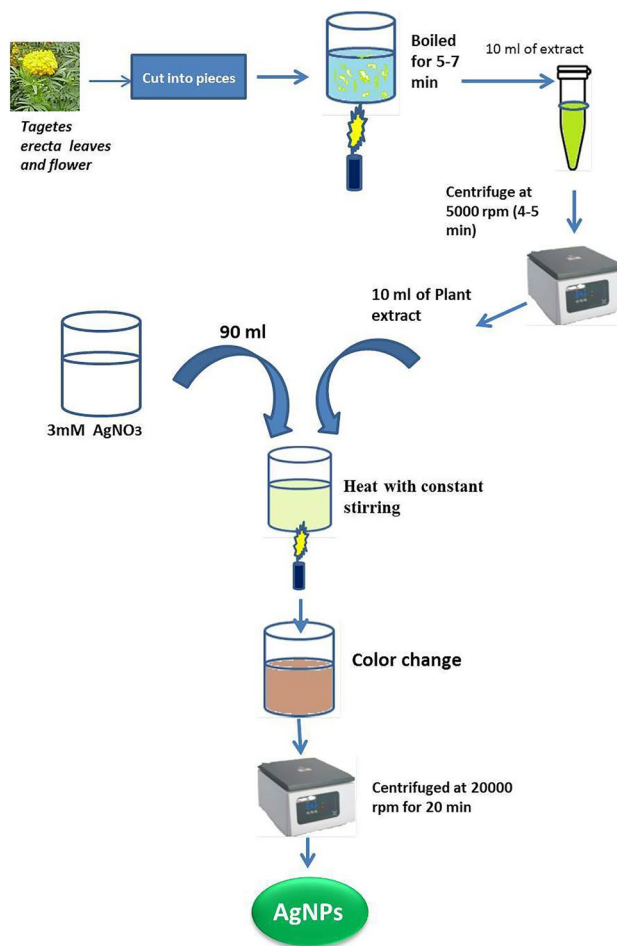 Boiled
for 5-7
min
10 ml of extract
Cut into pieces
Tagetes
erecta leaves
and flower
Centrifuge at
5000 rpm (4-5
min)
10 ml of Plant
extract
90 ml
3mM AgNO3
Heat with constant
stirring
Color change
Centrifuged at 20000
rpm for 20 min
AgNPs